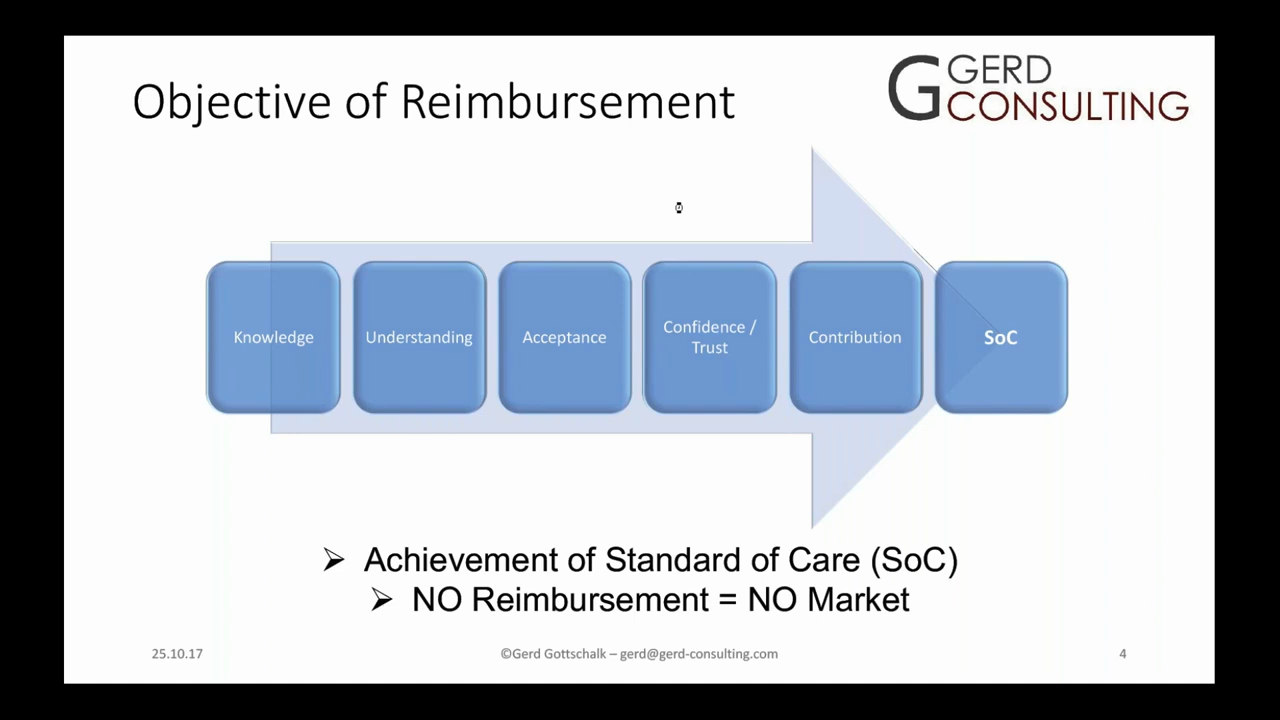 Objective of Reimbursement
GERD
CONSULTING
Knowledge
Understanding
Acceptance
Confidence /
Trust
Contribution
SoC
➢ Achievement of Standard of Care (SoC)
➢ NO Reimbursement = NO Market
25.10.17
©Gerd Gottschalk – gerd@gerd-consulting.com
4